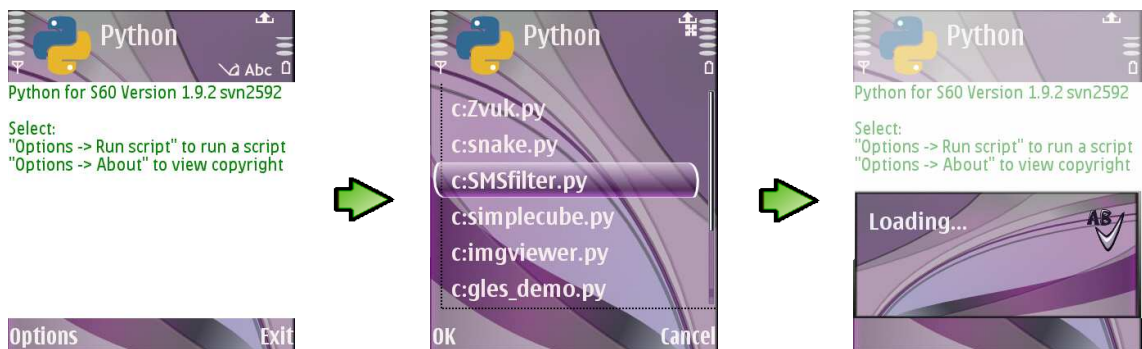 Python
Abc
Python for S60 Version 1.9.2 svn2592
Select:
"Options -> Run script" to run a script
"Options -> About" to view copyright
Options
Exit
Python
c:Zvuk.py
c:snake.py
c:SMSfilter.py
c:simplecube.py
c:imgviewer.py
c:gles_demo.py
OK
Cancel
Python
Python for S60 Version 1.9.2 svn2592
Select:
"Options -> Run script" to run a script
"Options -> About" to view copyright
Loading...
AB